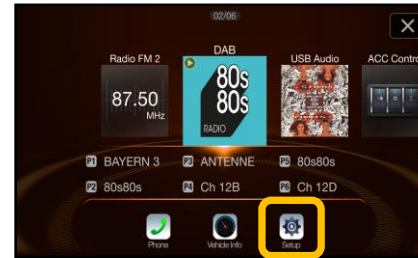 02/06
Radio FM 2
DAB
USB Audio
ACC Contro
87.50
MHz
80s
80s
RADIO
P1 BAYERN 3
P3 ANTENNE
P5 80s80s
P2 80s80s
P4 Ch 12B
P6 Ch 12D
Phone
Vehicle Info
Setup